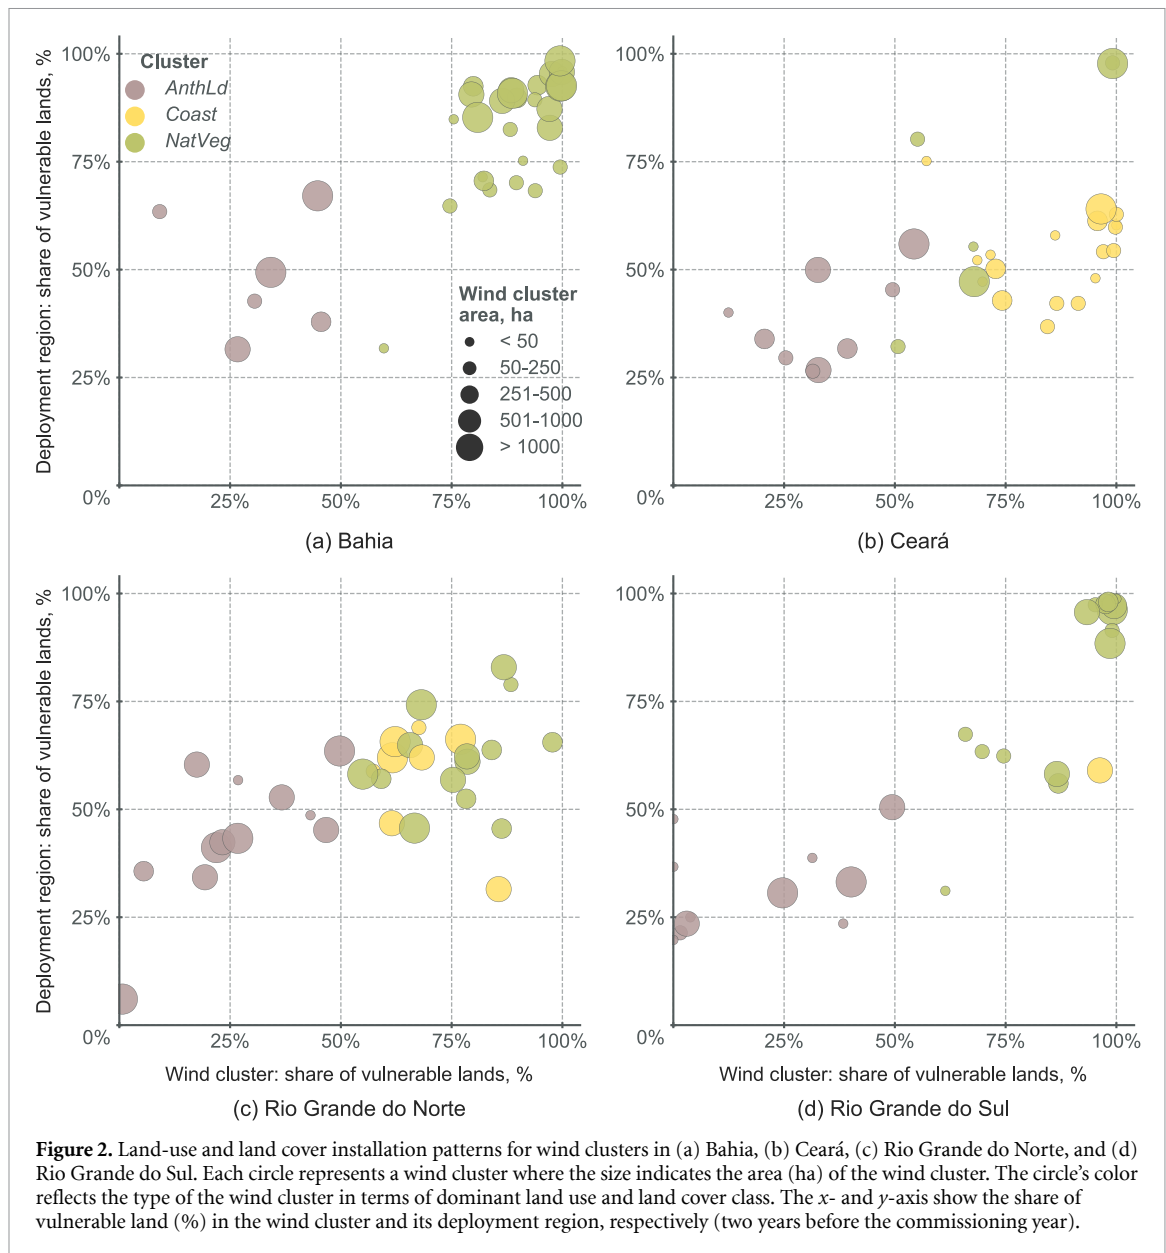 Deployment region: share of vulnerable lands, %
100%
75%
50%
25%
0%
Cluster
AnthLd
Coast
NatVeg
Wind cluster
area, ha
< 50
50-250
251-500
501-1000
> 1000
25%
50%
75%
100%
(a) Bahia
100%
75%
50%
25%
0%
25%
50%
75%
100%
(b) Ceará
Deployment region: share of vulnerable lands, %
100%
75%
50%
25%
0%
25%
50%
75%
100%
Wind cluster: share of vulnerable lands, %
(c) Rio Grande do Norte
100%
75%
50%
25%
0%
25%
50%
75%
100%
Wind cluster: share of vulnerable lands, %
(d) Rio Grande do Sul
Figure 2. Land-use and land cover installation patterns for wind clusters in (a) Bahia, (b) Ceará, (c) Rio Grande do Norte, and (d)
Rio Grande do Sul. Each circle represents a wind cluster where the size indicates the area (ha) of the wind cluster. The circle's color
reflects the type of the wind cluster in terms of dominant land use and land cover class. The x- and y-axis show the share of
vulnerable land (%) in the wind cluster and its deployment region, respectively (two years before the commissioning year).